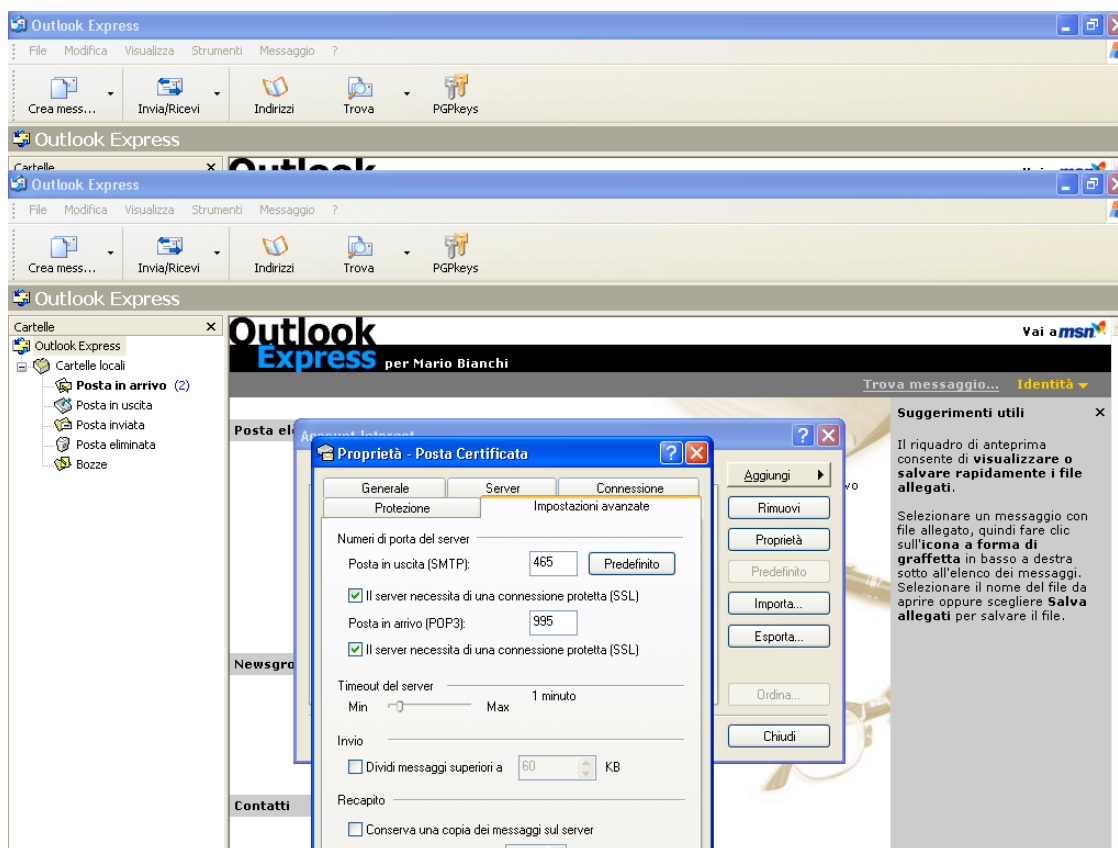 Outlook Express
File Modifica Visualizza Strumenti Messaggio ?
Crea mess... Invia/Ricevi Indirizzi Trova PGPkeys
Outlook Express
Cartelle
Outlook Express
File Modifica Visualizza Strumenti Messaggio ?
Crea mess... Invia/Ricevi Indirizzi Trova PGPkeys
Outlook Express
Cartelle
Outlook Express
Cartelle locali
Posta in arrivo (2)
Posta in uscita
Posta inviata
Posta eliminata
Bozze
Outlook
Express per Mario Bianchi
Vai a msn
Trova messaggio... Identità
Posta el
Newsgro
Contatti
Account Internet
Proprietà - Posta Certificata
Generale Server Connessione
Protezione Impostazioni avanzate
Numeri di porta del server
Posta in uscita (SMTP): 465 Predefinito
Il server necessita di una connessione protetta (SSL)
Posta in arrivo (POP3): 995
Il server necessita di una connessione protetta (SSL)
Timeout del server
Min Max 1 minuto
Invio
Dividi messaggi superiori a 60 KB
Recapito
Conserva una copia dei messaggi sul server
Aggiungi
Rimuovi
Proprietà
Predefinito
Importa...
Esporta...
Ordina...
Chiudi
vo
Suggerimenti utili
Il riquadro di anteprima
consente di visualizzare o
salvare rapidamente i file
allegati.
Selezionare un messaggio con
file allegato, quindi fare clic
sull'icona a forma di
graffetta in basso a destra
sotto all'elenco dei messaggi.
Selezionare il nome del file da
aprire oppure scegliere Salva
allegati per salvare il file.